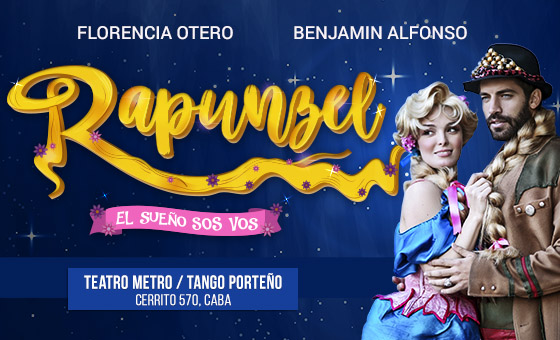 FLORENCIA OTERO
BENJAMIN ALFONSO
Rapunzel
EL SUEÑO SOS VOS
TEATRO METRO / TANGO PORTEÑO
CERRITO 570, CABA